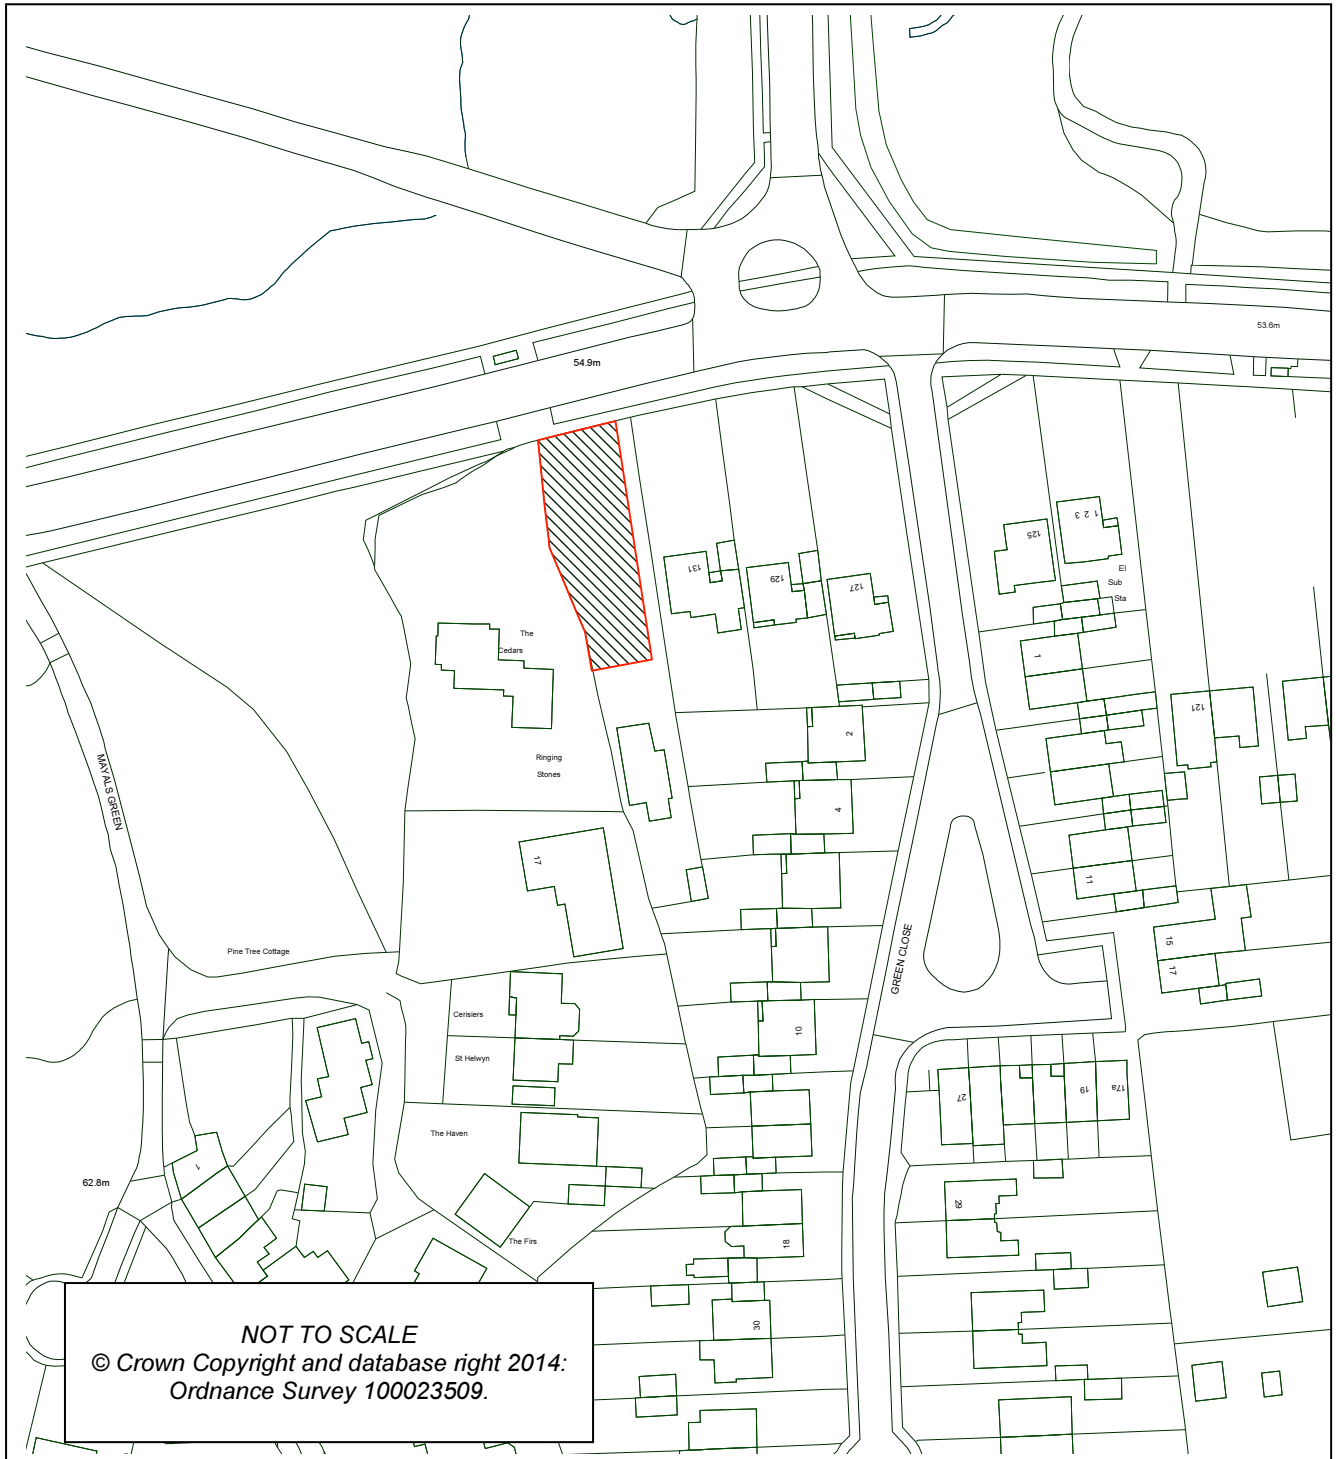 53.6m
54.9m
1 2 3
125
El
Sub
Sta
131
129
127
The
Cedars
1
121
2
Ringing
Stones
MAYALS GREEN
4
17
11
Pine Tree Cottage
GREEN CLOSE
15
17
Cerisiers
10
St Helwyn
27
19
17a
The Haven
1
62.8m
29
The Firs
18
30
NOT TO SCALE
© Crown Copyright and database right 2014:
Ordnance Survey 100023509.